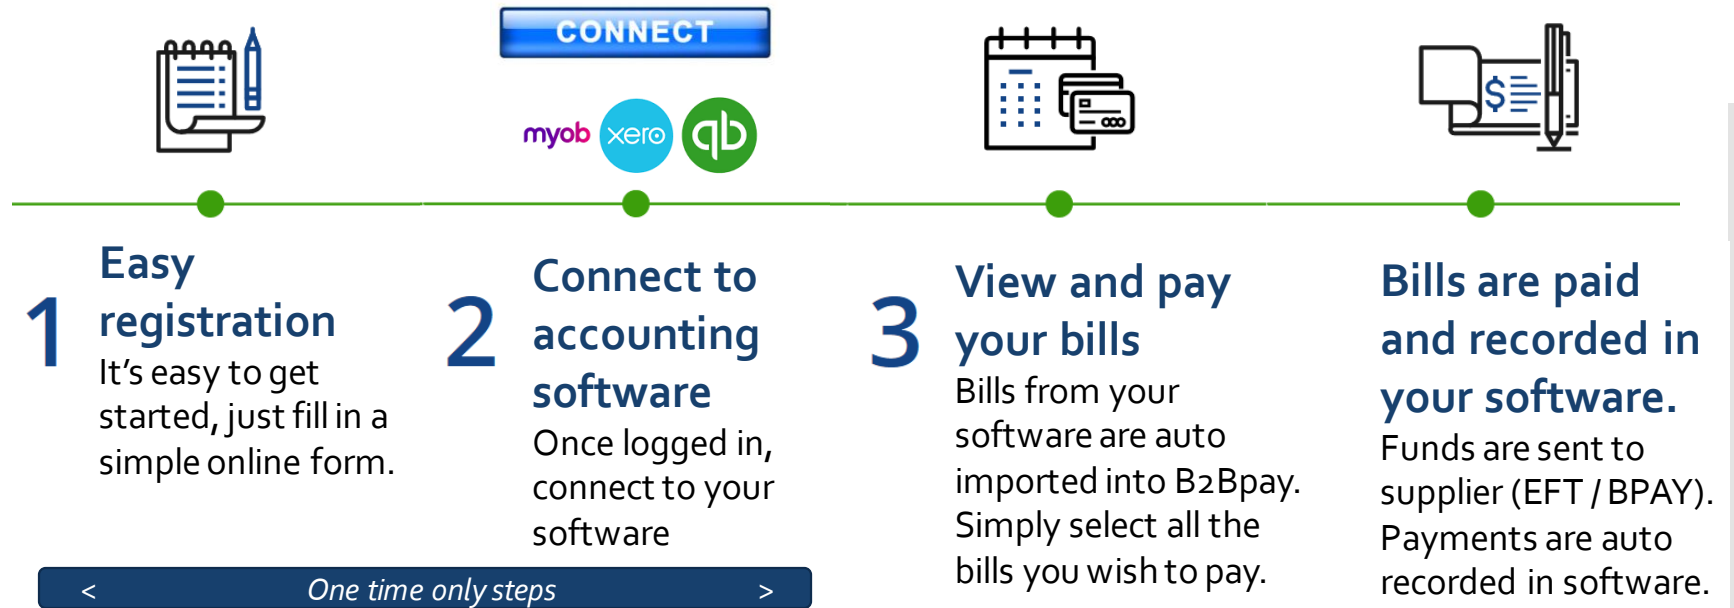 CONNECT
myob
xero
qb
$
1
Easy
registration
It's easy to get
started, just fill in a
simple online form.
2
Connect to
accounting
software
Once logged in,
connect to your
software
< One time only steps >
3
View and pay
your bills
Bills from your
software are auto
imported into B2Bpay.
Simply select all the
bills you wish to pay.
Bills are paid
and recorded in
your software.
Funds are sent to
supplier (EFT / BPAY).
Payments are auto
recorded in software.